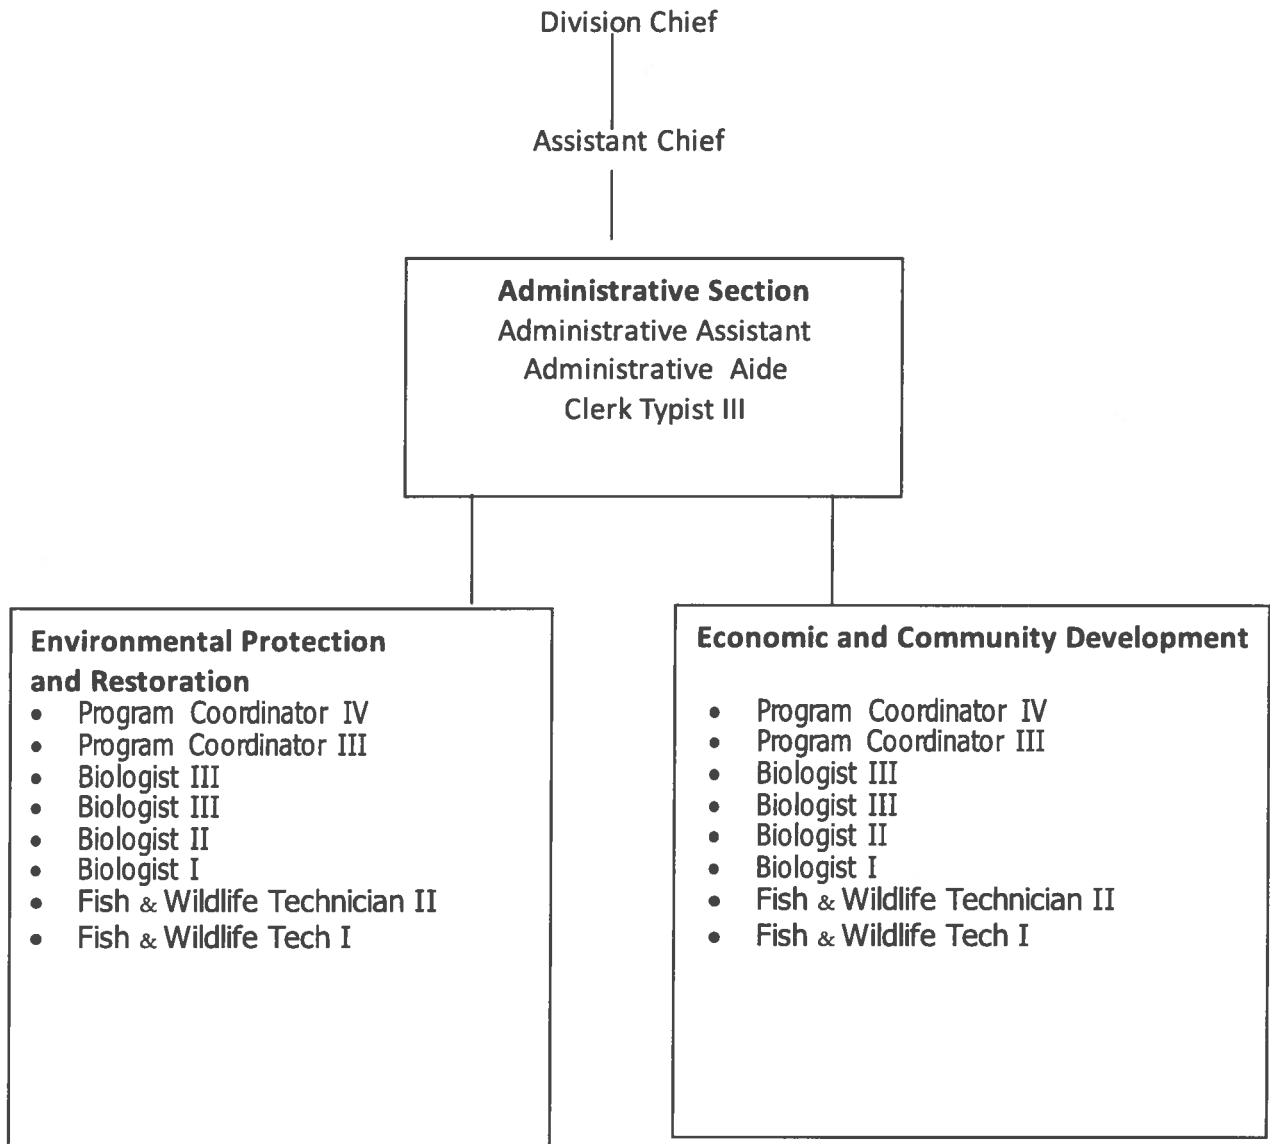 Division Chief
Assistant Chief
Administrative Section
Administrative Assistant
Administrative Aide
Clerk Typist III
Environmental Protection
and Restoration
• Program Coordinator IV
• Program Coordinator III
• Biologist III
• Biologist III
• Biologist II
• Biologist I
• Fish & Wildlife Technician II
• Fish & Wildlife Tech I
Economic and Community Development
• Program Coordinator IV
• Program Coordinator III
• Biologist III
• Biologist III
• Biologist II
• Biologist I
• Fish & Wildlife Technician II
• Fish & Wildlife Tech I